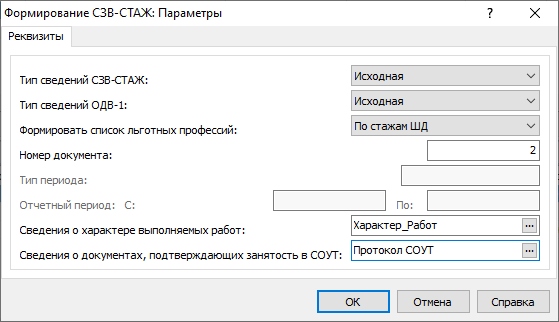 Формирование СЗВ-СТАЖ: Параметры ?
Реквизиты
Тип сведений СЗВ-СТАЖ: Исходная
Тип сведений ОДВ-1: Исходная
Формировать список льготных профессий: По стажам ШД
Номер документа: 2
Тип периода:
Отчетный период: С: По:
Сведения о характере выполняемых работ: Характер_Работ ...
Сведения о документах, подтверждающих занятость в СОУТ: Протокол СОУТ ...
ОК Отмена Справка